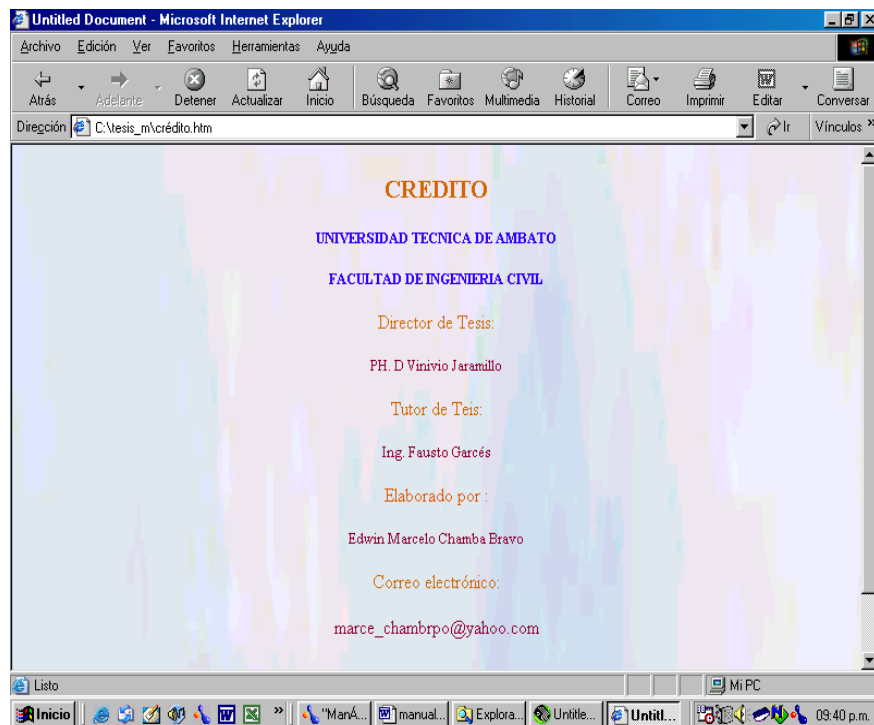 Untitled Document - Microsoft Internet Explorer
Archivo Edición Ver Favoritos Herramientas Ayuda
Atrás Adelante Detener Actualizar Inicio Búsqueda Favoritos Multimedia Historial Correo Imprimir Editar Conversar
Dirección C:\tesis_m\crédito.htm Ir Vínculos »
CREDITO
UNIVERSIDAD TECNICA DE AMBATO
FACULTAD DE INGENIERIA CIVIL
Director de Tesis:
PH. D Vinivio Jaramillo
Tutor de Teis:
Ing. Fausto Garcés
Elaborado por :
Edwin Marcelo Chamba Bravo
Correo electrónico:
marce_chambrpo@yahoo.com
Listo Mi PC
Inicio » "ManÁ... manual... Explora... Untitle... Untitl... 09:40 p.m.